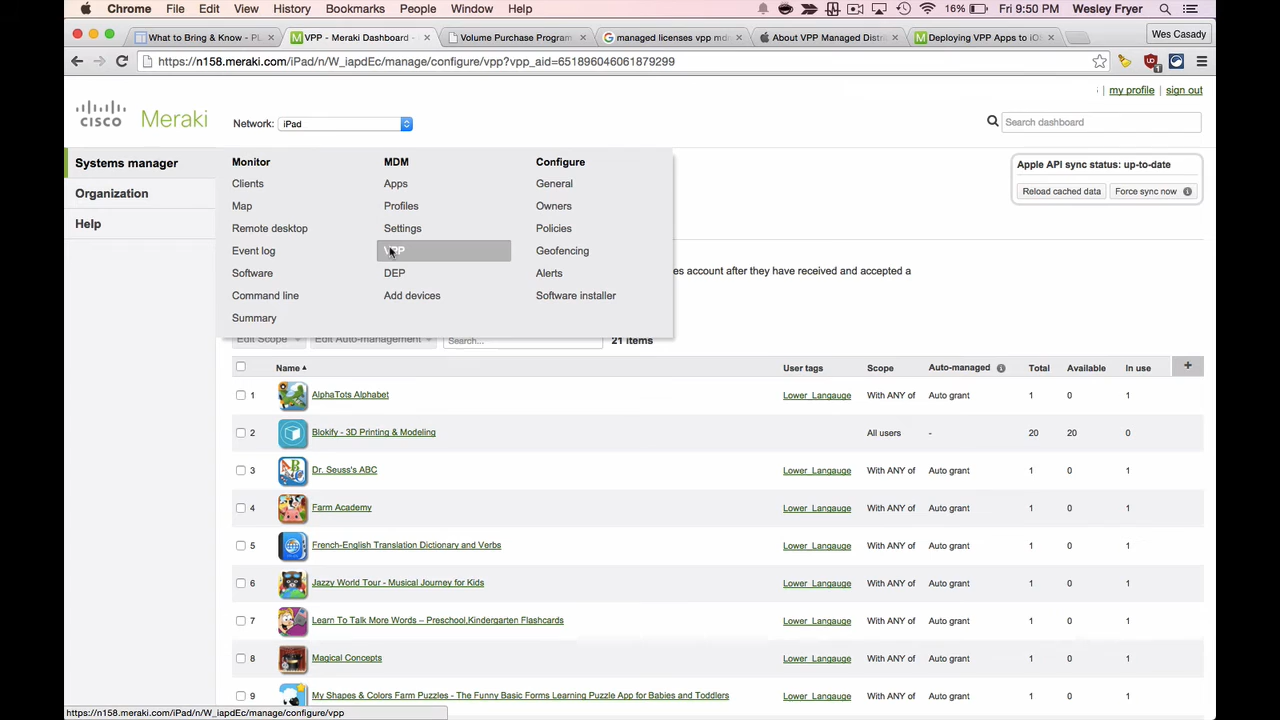 Chrome File Edit View History Bookmarks People Window Help 16% Fri 9:50 PM Wesley Fryer
What to Bring & Know - PL VPP - Meraki Dashboard - Volume Purchase Program managed licenses vpp mdm About VPP Managed Distri Deploying VPP Apps to iO Wes Casady
https://n158.meraki.com/iPad/n/W_iapdEc/manage/configure/vpp?vpp_aid=651896046061879299
my profile | sign out
CISCO Meraki Network: iPad Search dashboard
Systems manager
Organization
Help
Monitor
Clients
Map
Remote desktop
Event log
Software
Command line
Summary
MDM
Apps
Profiles
Settings
VPP
DEP
Add devices
Configure
General
Owners
Policies
Geofencing
Alerts
Software installer
Apple API sync status: up-to-date
Reload cached data Force sync now
es account after they have received and accepted a
Edit Scope Edit Auto-management Search... 21 items
Name User tags Scope Auto-managed Total Available In use +
1 AlphaTots Alphabet Lower_Langauge With ANY of Auto grant 1 0 1
2 Blokify - 3D Printing & Modeling All users - 20 20 0
3 Dr. Seuss's ABC Lower_Langauge With ANY of Auto grant 1 0 1
4 Farm Academy Lower_Langauge With ANY of Auto grant 1 0 1
5 French-English Translation Dictionary and Verbs Lower_Langauge With ANY of Auto grant 1 0 1
6 Jazzy World Tour - Musical Journey for Kids Lower_Langauge With ANY of Auto grant 1 0 1
7 Learn To Talk More Words – Preschool,Kindergarten Flashcards Lower_Langauge With ANY of Auto grant 1 0 1
8 Magical Concepts Lower_Langauge With ANY of Auto grant 1 0 1
9 My Shapes & Colors Farm Puzzles - The Funny Basic Forms Learning Puzzle App for Babies and Toddlers Lower_Langauge With ANY of Auto grant 1 0 1
https://n158.meraki.com/iPad/n/W_iapdEc/manage/configure/vpp